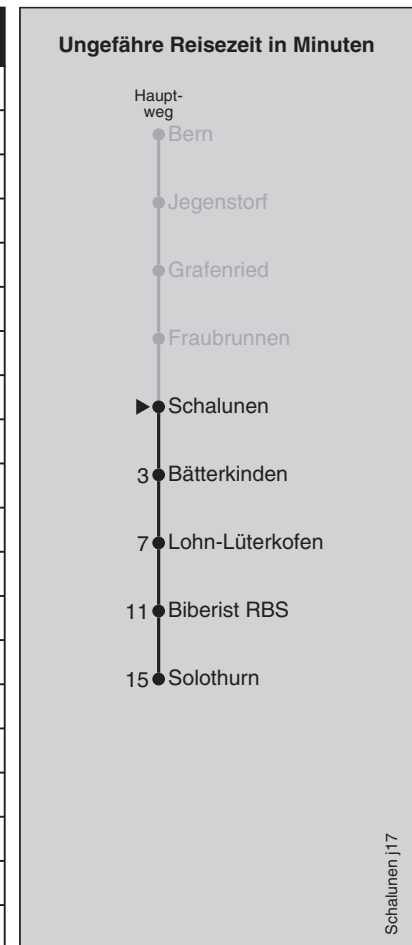 Ungefähre Reisezeit in Minuten
Haupt-
weg
Bern
Jegenstorf
Grafenried
Fraubrunnen
Schalunen
3 Bätterkinden
7 Lohn-Lüterkofen
11 Biberist RBS
15 Solothurn
Schalunen j17